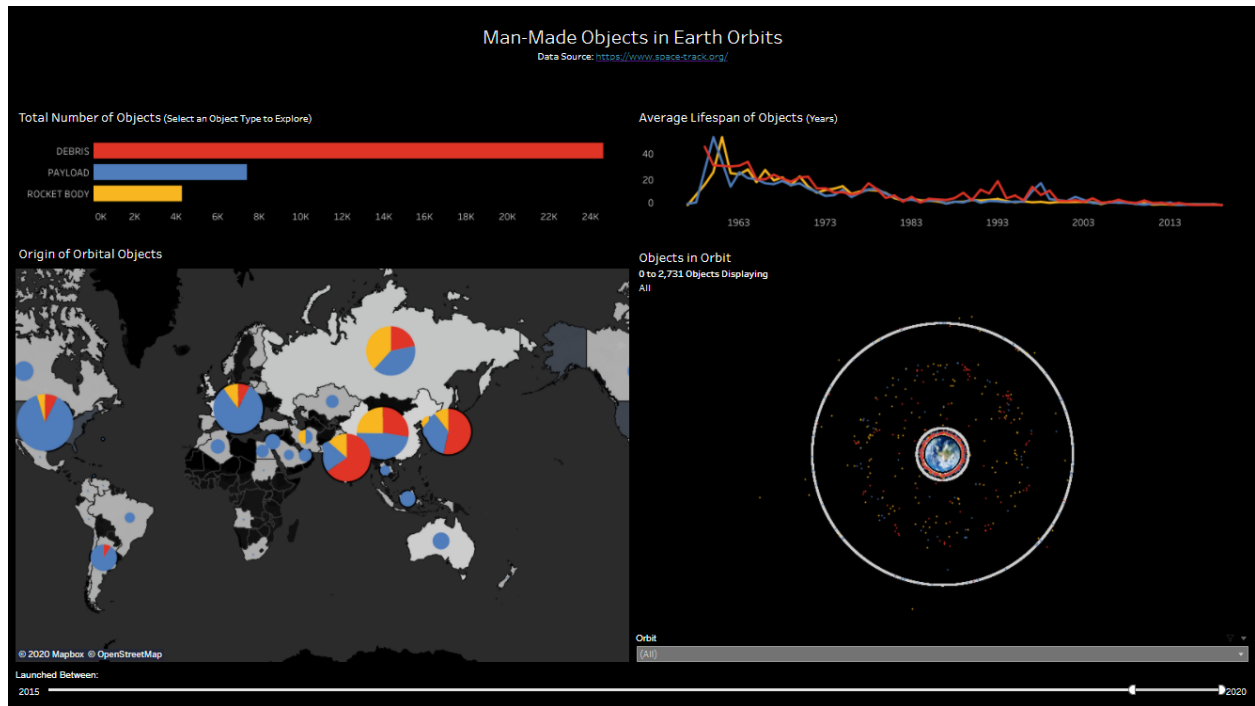 Man-Made Objects in Earth Orbits
Data Source: https://www.space-track.org/
Total Number of Objects (Select an Object Type to Explore)
DEBRIS
PAYLOAD
ROCKET BODY
0K 2K 4K 6K 8K 10K 12K 14K 16K 18K 20K 22K 24K
Average Lifespan of Objects (Years)
40
20
0
1963 1973 1983 1993 2003 2013
Origin of Orbital Objects
© 2020 Mapbox © OpenStreetMap
Objects in Orbit
0 to 2,731 Objects Displaying
All
Orbit
(All)
Launched Between:
2015 2020